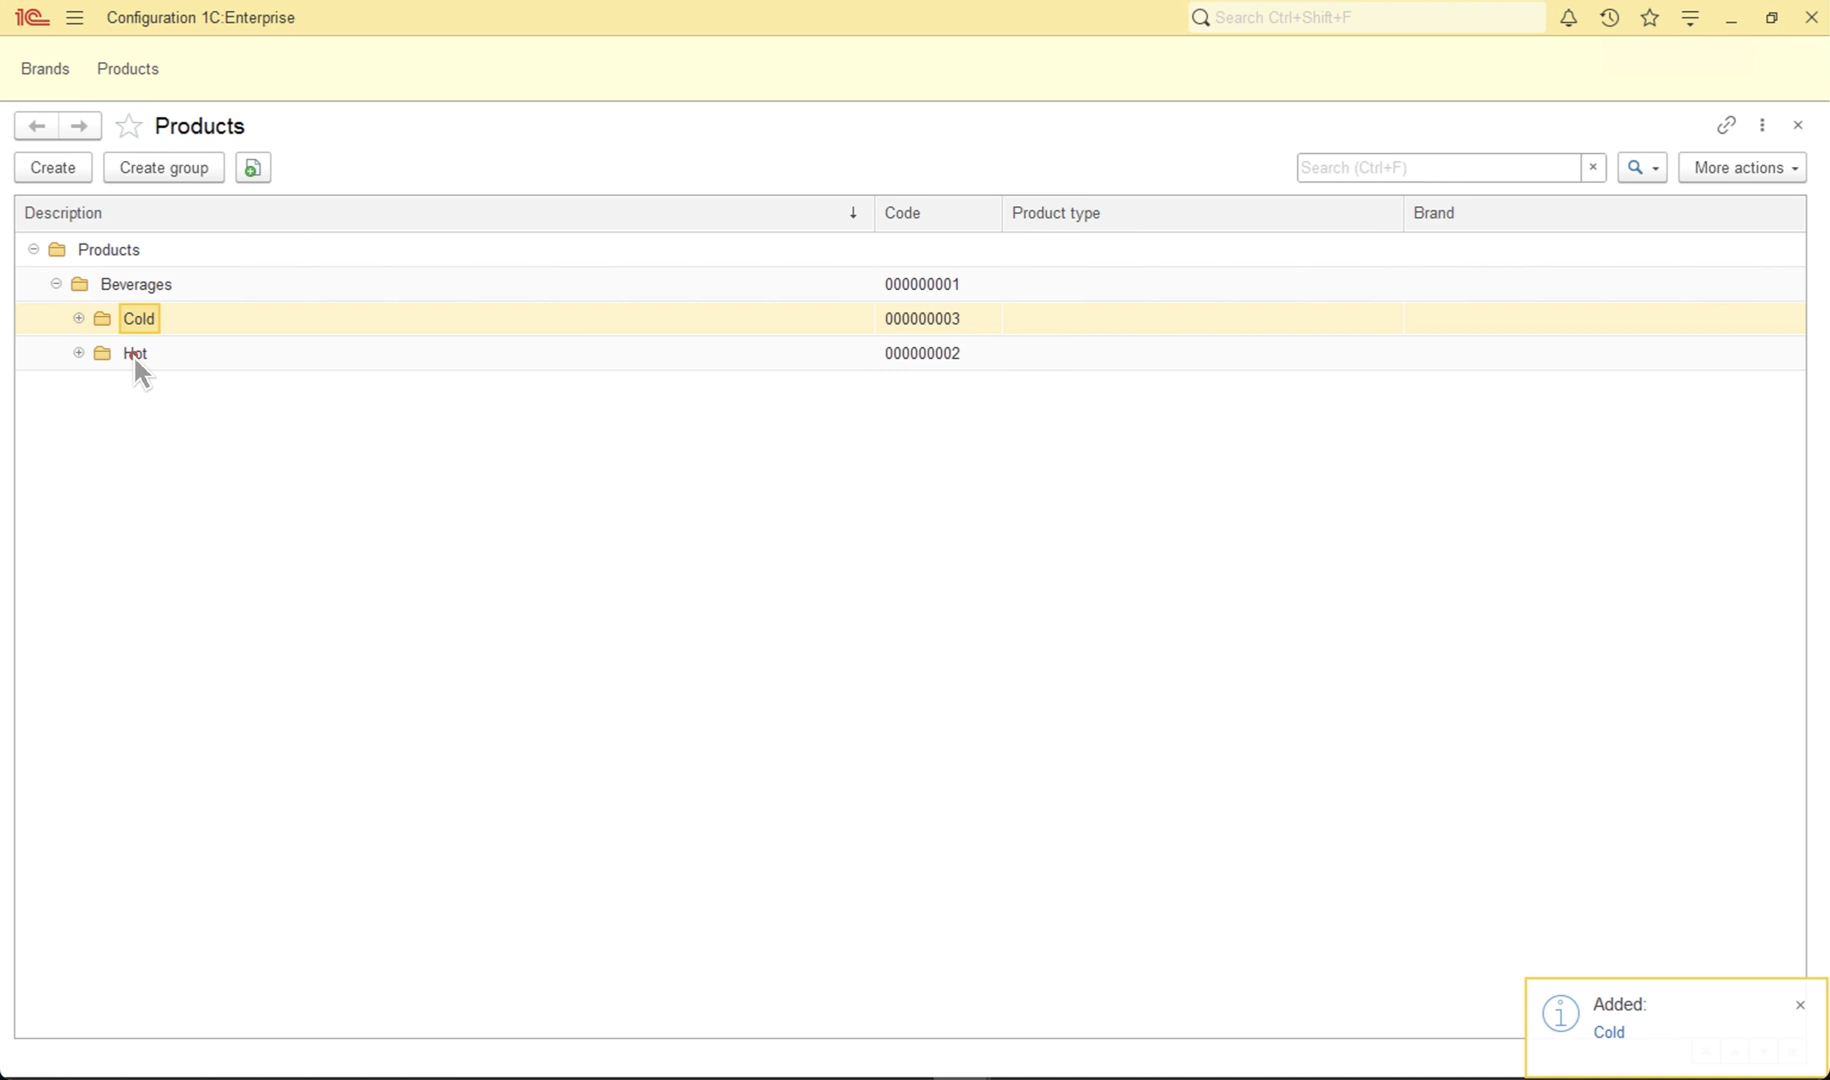 1C Configuration 1C:Enterprise Search Ctrl+Shift+F
Brands Products
Products
Create Create group Search (Ctrl+F) × More actions
Description ↓ Code Product type Brand
Products
Beverages 000000001
Cold 000000003
Hot 000000002
Added:
Cold